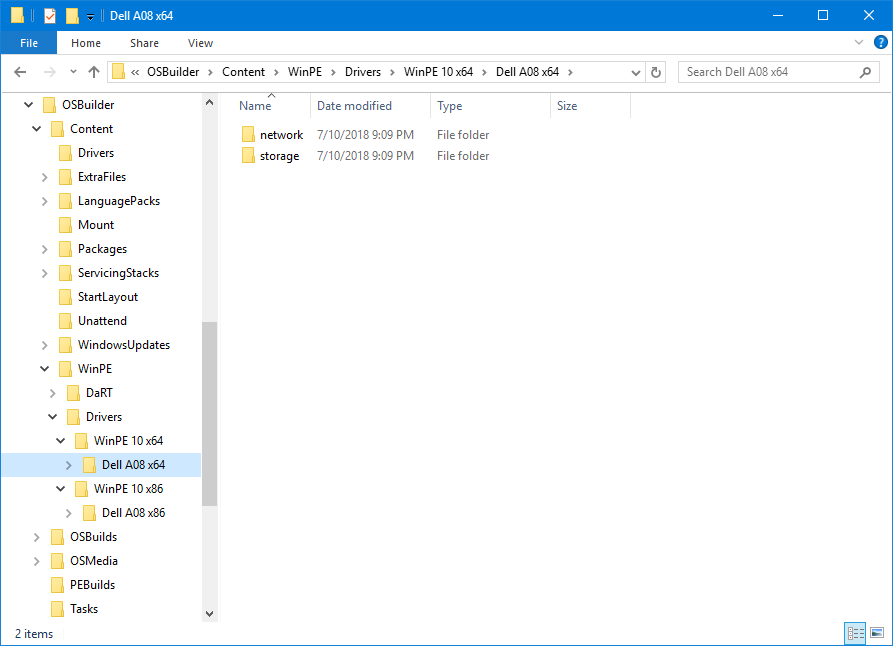 Dell A08 x64
File Home Share View
« OSBuilder > Content > WinPE > Drivers > WinPE 10 x64 > Dell A08 x64 >
Search Dell A08 x64
OSBuilder
Content
Drivers
ExtraFiles
LanguagePacks
Mount
Packages
ServicingStacks
StartLayout
Unattend
WindowsUpdates
WinPE
DaRT
Drivers
WinPE 10 x64
Dell A08 x64
WinPE 10 x86
Dell A08 x86
OSBuilds
OSMedia
PEBuilds
Tasks
Name Date modified Type Size
network 7/10/2018 9:09 PM File folder
storage 7/10/2018 9:09 PM File folder
2 items